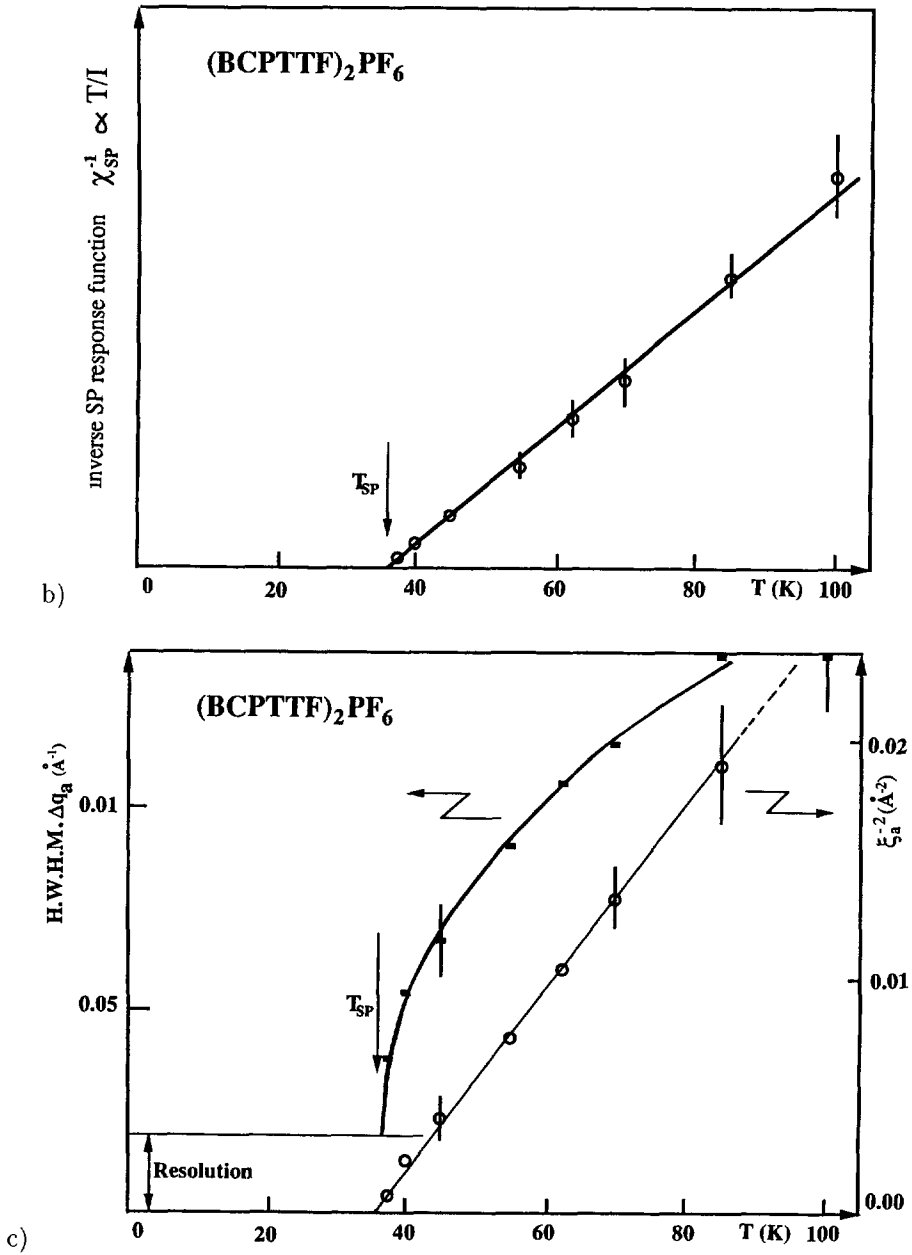 (BCPTTF)₂PF₆
inverse SP response function χ⁻¹SP ∝ T/I
TSP
0 20 40 60 80 T (K) 100
b)
(BCPTTF)₂PF₆
H.W.H.M. Δqₐ (Å⁻¹)
0.01
0.05
ξₐ⁻² (Å⁻²)
0.02
0.01
0.00
TSP
Resolution
0 20 40 60 80 T (K) 100
c)